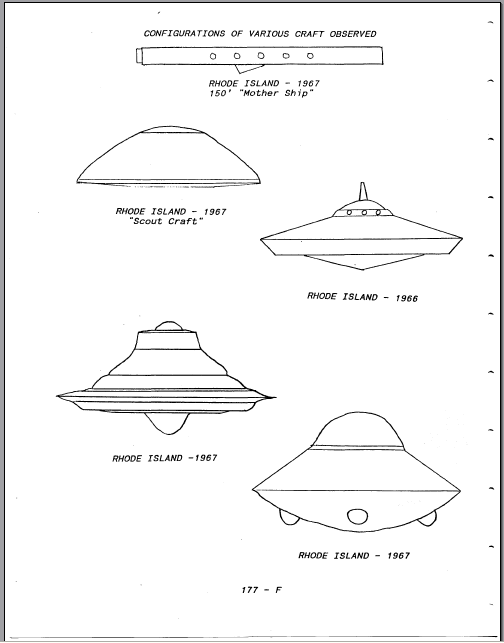 CONFIGURATIONS OF VARIOUS CRAFT OBSERVED
RHODE ISLAND - 1967
150' "Mother Ship"
RHODE ISLAND - 1967
"Scout Craft"
RHODE ISLAND - 1966
RHODE ISLAND -1967
RHODE ISLAND - 1967
177 - F